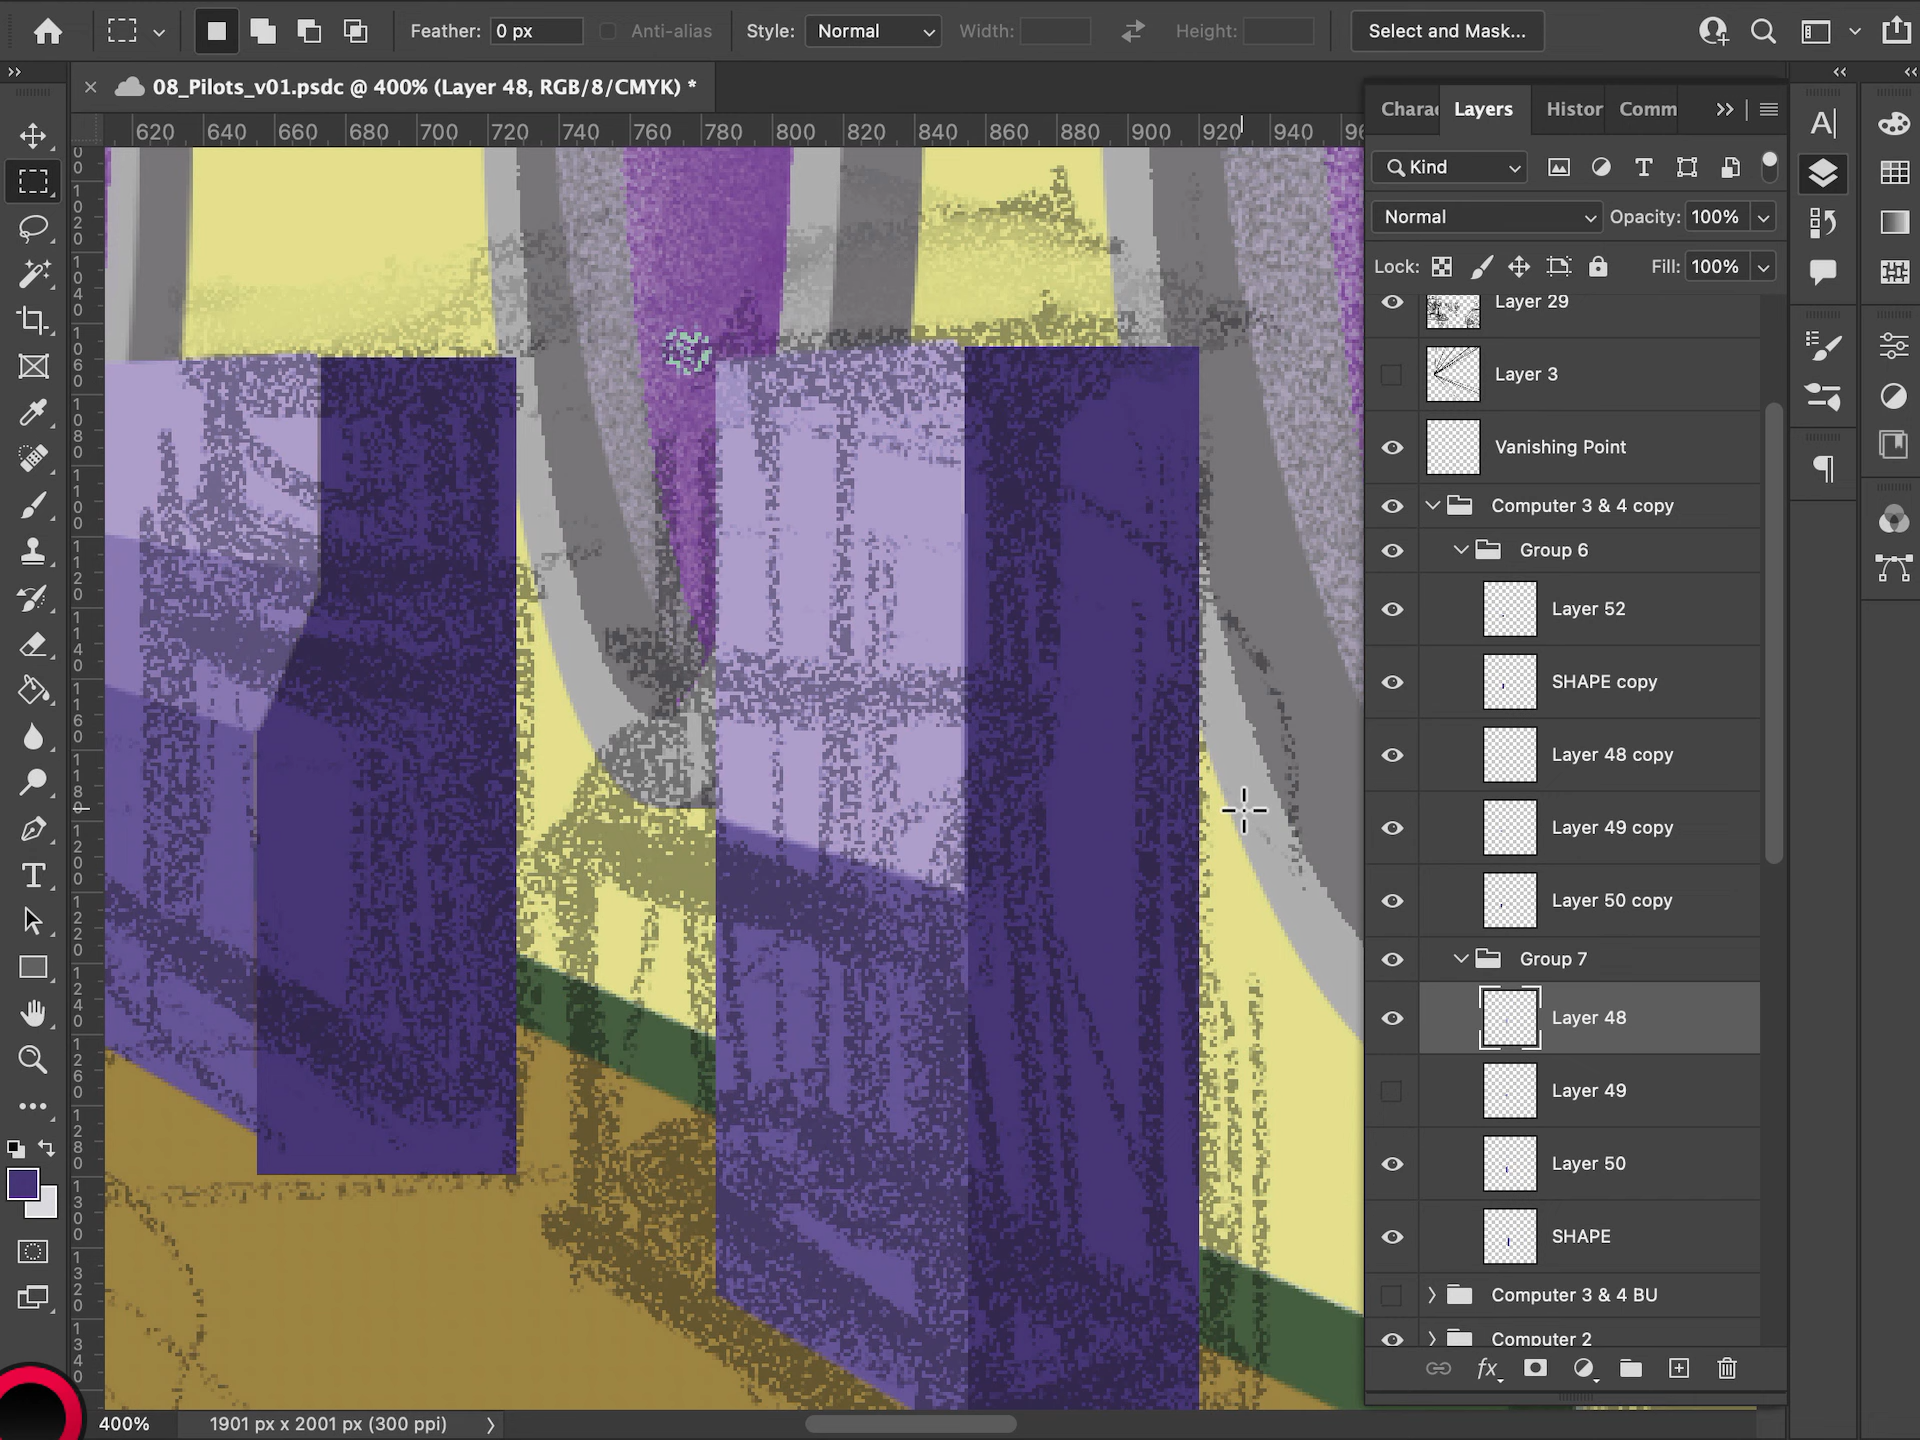 Feather: 0 px Anti-alias Style: Normal Width: Height: Select and Mask...
08_Pilots_v01.psdc @ 400% (Layer 48, RGB/8/CMYK) *
620 640 660 680 700 720 740 760 780 800 820 840 860 880 900 920 940 96
Charac Layers Histor Comm
Kind
Normal Opacity: 100%
Lock: Fill: 100%
Layer 29
Layer 3
Vanishing Point
Computer 3 & 4 copy
Group 6
Layer 52
SHAPE copy
Layer 48 copy
Layer 49 copy
Layer 50 copy
Group 7
Layer 48
Layer 49
Layer 50
SHAPE
Computer 3 & 4 BU
Computer 2
fx
400% 1901 px x 2001 px (300 ppi)